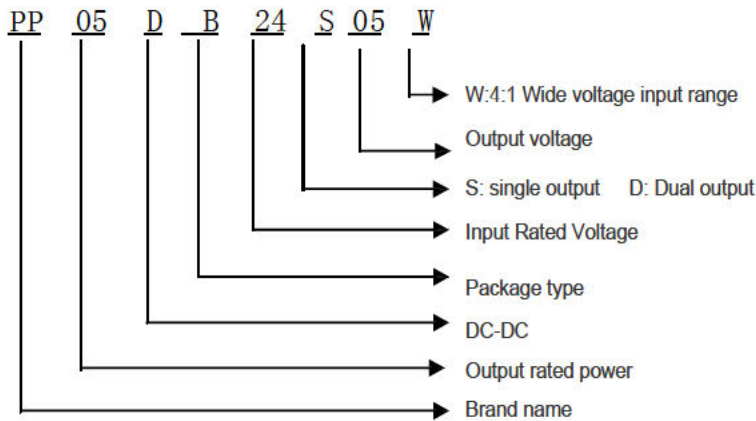 PP 05 D B 24 S 05 W
W:4:1 Wide voltage input range
Output voltage
S: single output D: Dual output
Input Rated Voltage
Package type
DC-DC
Output rated power
Brand name